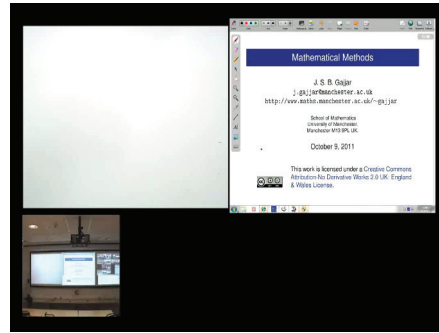 Mathematical Methods
J. S. B. Gajjar
j.gajjar@manchester.ac.uk
http://www.maths.manchester.ac.uk/~gajjar
School of Mathematics
University of Manchester,
Manchester M13 9PL UK.
October 9, 2011
This work is licensed under a Creative Commons
Attribution-No Derivative Works 2.0 UK: England
& Wales License.